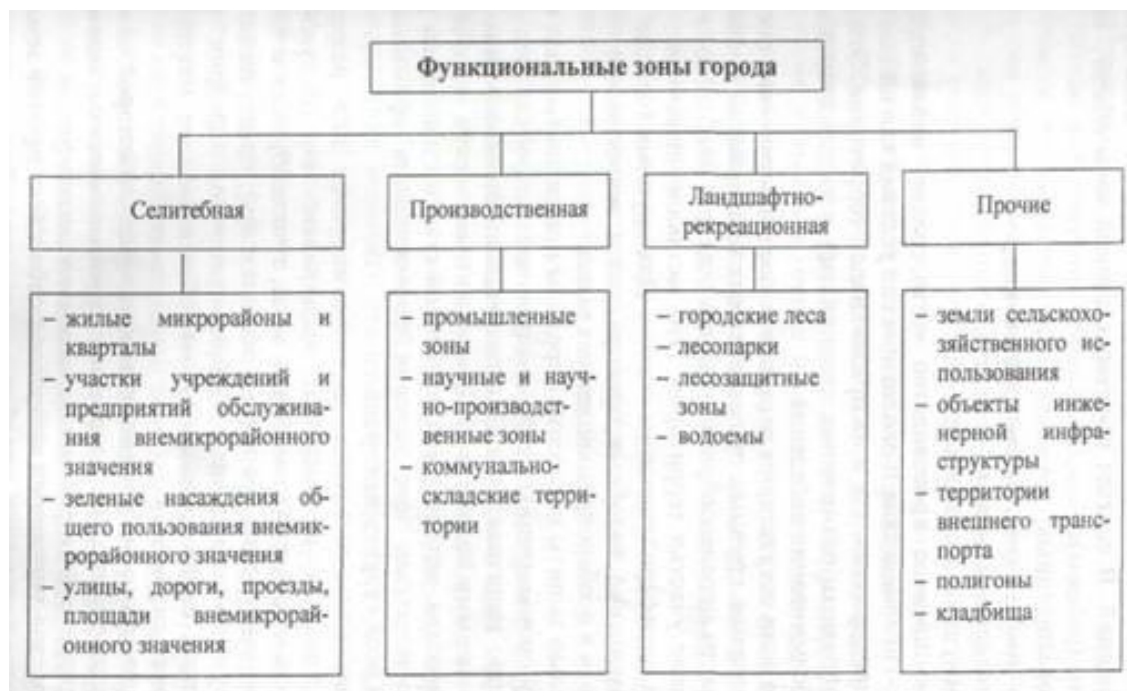 Функциональные зоны города
Селитебная
Производственная
Ландшафтно-
рекреационная
Прочие
– жилые микрорайоны и
кварталы
– участки учреждений и
предприятий обслужива-
ния внемикрорайонного
значения
– зеленые насаждения об-
щего пользования внемик-
рорайонного значения
– улицы, дороги, проезды,
площади внемикрорай-
онного значения
– промышленные
зоны
– научные и науч-
но-производст-
венные зоны
– коммунально-
складские терри-
тории
– городские леса
– лесопарки
– лесозащитные
зоны
– водоемы
– земли сельскохо-
зяйственного ис-
пользования
– объекты инже-
нерной инфра-
структуры
– территории
внешнего транс-
порта
– полигоны
– кладбища